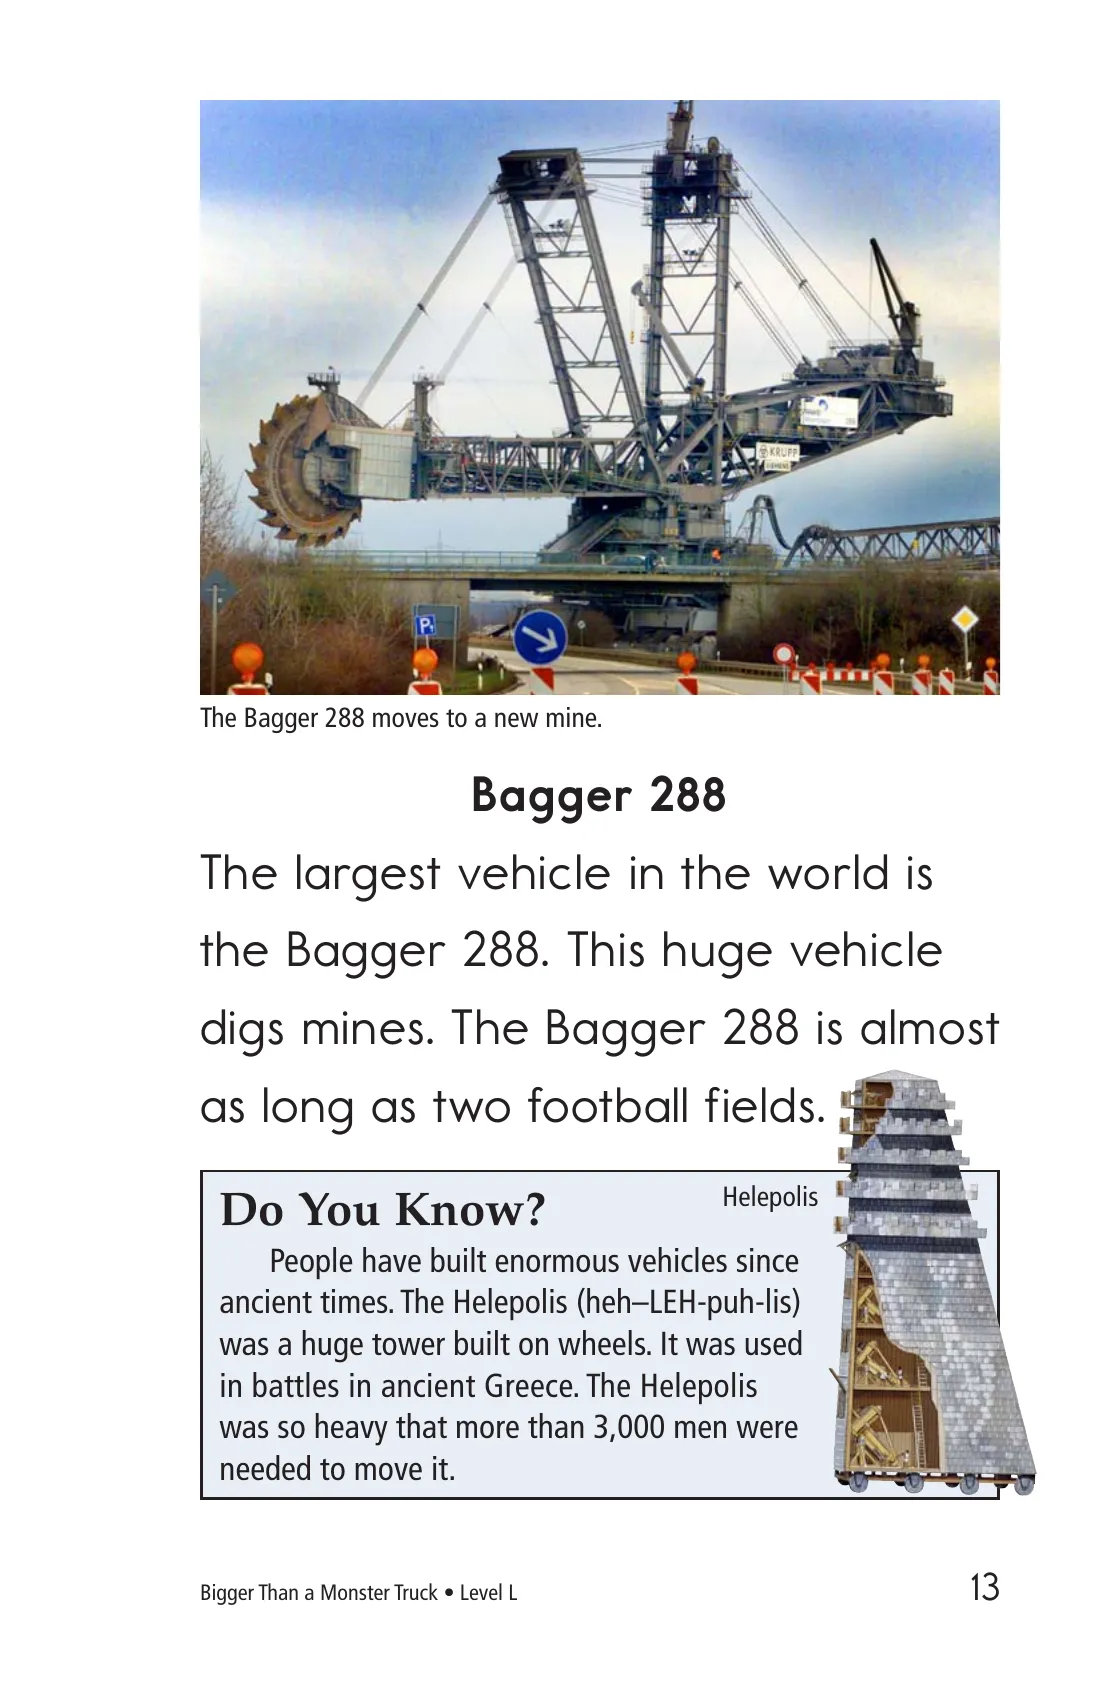 P
KRUPP
SIEMENS
The Bagger 288 moves to a new mine.
Bagger 288
The largest vehicle in the world is
the Bagger 288. This huge vehicle
digs mines. The Bagger 288 is almost
as long as two football fields.
Do You Know?
Helepolis
People have built enormous vehicles since
ancient times. The Helepolis (heh–LEH-puh-lis)
was a huge tower built on wheels. It was used
in battles in ancient Greece. The Helepolis
was so heavy that more than 3,000 men were
needed to move it.
Bigger Than a Monster Truck • Level L
13